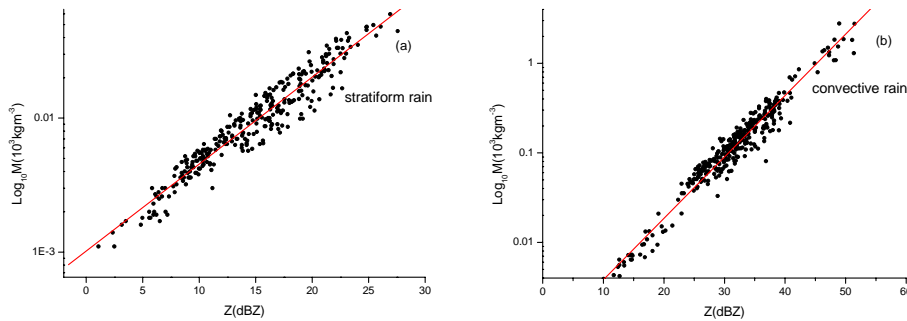 (a)
stratiform rain
0.01
1E-3
Log10M(10³kgm⁻³)
0 5 10 15 20 25 30
Z(dBZ)
(b)
convective rain
1
0.1
0.01
Log10M(10³kgm⁻³)
0 10 20 30 40 50 60
Z(dBZ)